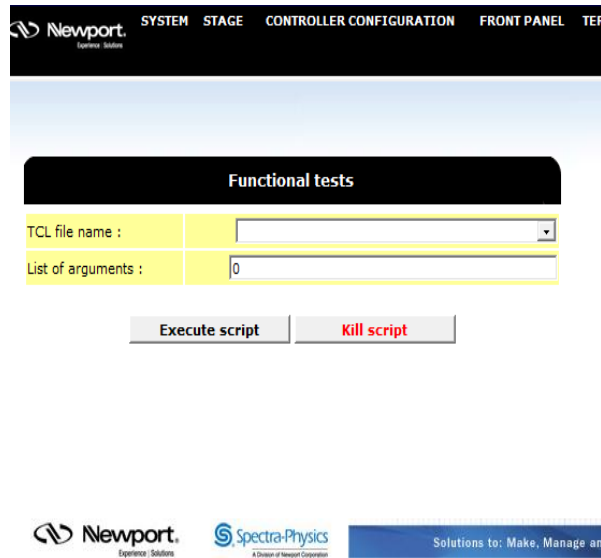 Newport.
Experience | Solutions
SYSTEM STAGE CONTROLLER CONFIGURATION FRONT PANEL TER
Functional tests
TCL file name :
List of arguments : 0
Execute script Kill script
Newport.
Experience | Solutions
Spectra-Physics
A Division of Newport Corporation
Solutions to: Make, Manage an